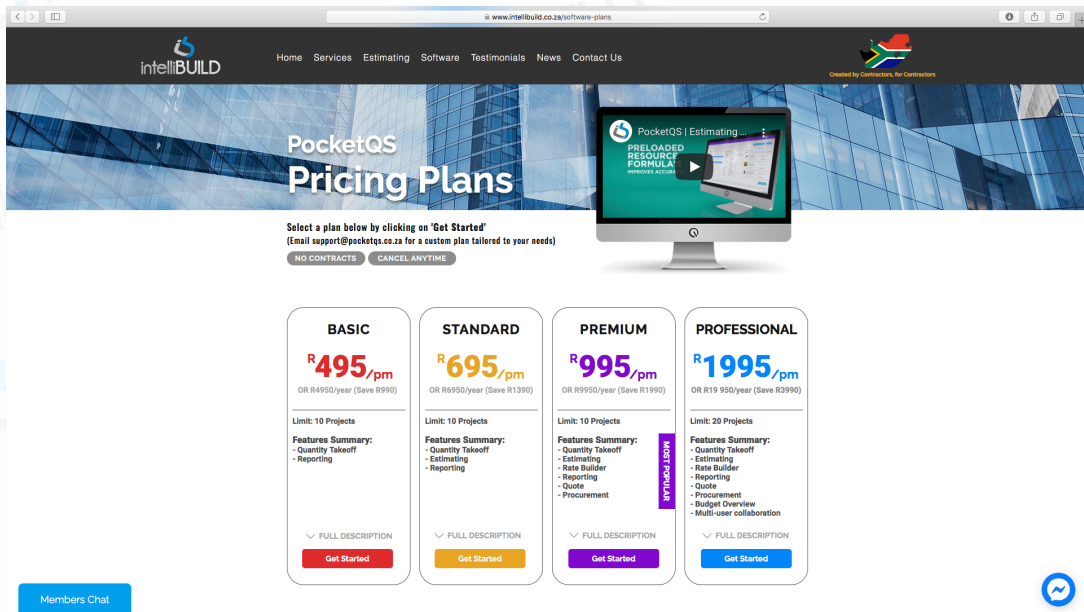 www.intellibuild.co.za/software-plans
intelliBUILD
Home Services Estimating Software Testimonials News Contact Us
Created by Contractors, for Contractors
PocketQS
Pricing Plans
PocketQS | Estimating ...
PRELOADED
RESOURCE
FORMULA'S
IMPROVES ACCURA
Select a plan below by clicking on 'Get Started'
(Email support@pocketqs.co.za for a custom plan tailored to your needs)
NO CONTRACTS CANCEL ANYTIME
BASIC
R495/pm
OR R4950/year (Save R990)
Limit: 10 Projects
Features Summary:
- Quantity Takeoff
- Reporting
FULL DESCRIPTION
Get Started
STANDARD
R695/pm
OR R6950/year (Save R1390)
Limit: 10 Projects
Features Summary:
- Quantity Takeoff
- Estimating
- Reporting
FULL DESCRIPTION
Get Started
PREMIUM
R995/pm
OR R9950/year (Save R1990)
Limit: 10 Projects
Features Summary:
- Quantity Takeoff
- Estimating
- Rate Builder
- Reporting
- Quote
- Procurement
MOST POPULAR
FULL DESCRIPTION
Get Started
PROFESSIONAL
R1995/pm
OR R19 950/year (Save R3990)
Limit: 20 Projects
Features Summary:
- Quantity Takeoff
- Estimating
- Rate Builder
- Reporting
- Quote
- Procurement
- Budget Overview
- Multi-user collaboration
FULL DESCRIPTION
Get Started
Members Chat